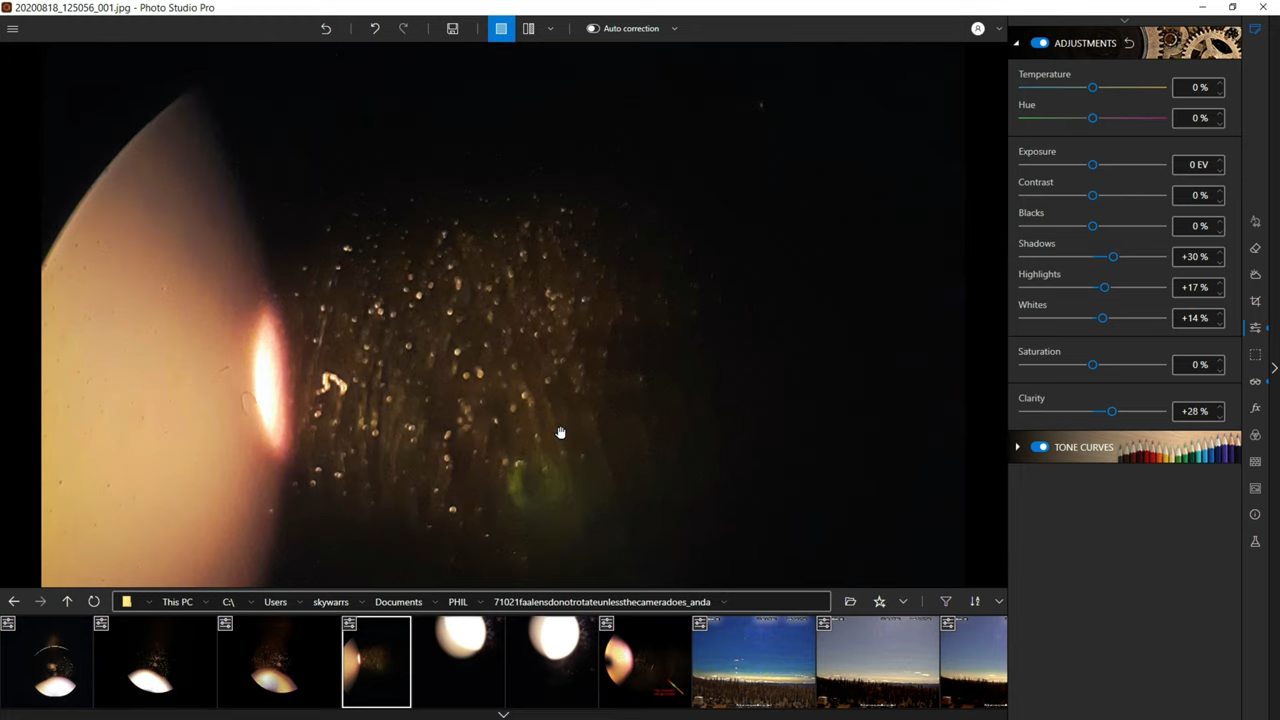 20200818_125056_001.jpg - Photo Studio Pro
Auto correction
ADJUSTMENTS
Temperature
0 %
Hue
0 %
Exposure
0 EV
Contrast
0 %
Blacks
0 %
Shadows
+30 %
Highlights
+17 %
Whites
+14 %
Saturation
0 %
Clarity
+28 %
TONE CURVES
This PC
C:\
Users
skywarrs
Documents
PHIL
71021faalensdonotrotateunlessthecameradoes_anda